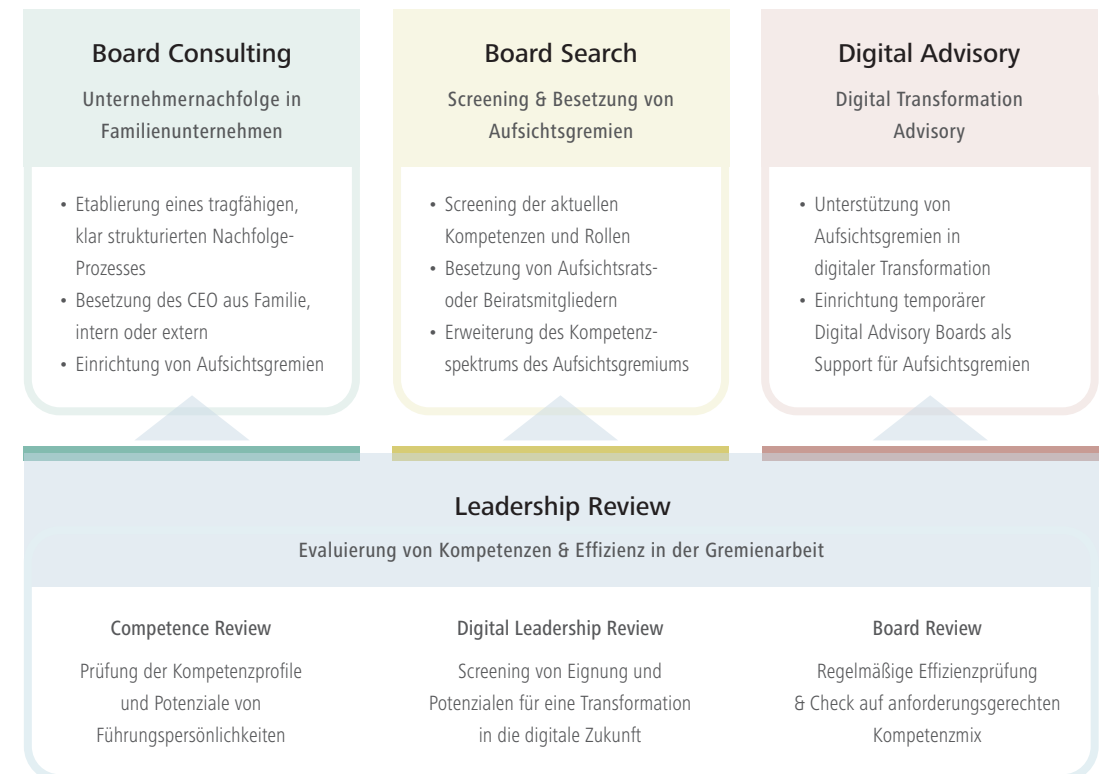 Board Consulting
Unternehmernachfolge in
Familienunternehmen
• Etablierung eines tragfähigen,
klar strukturierten Nachfolge-
Prozesses
• Besetzung des CEO aus Familie,
intern oder extern
• Einrichtung von Aufsichtsgremien
Board Search
Screening & Besetzung von
Aufsichtsgremien
• Screening der aktuellen
Kompetenzen und Rollen
• Besetzung von Aufsichtsrats-
oder Beiratsmitgliedern
• Erweiterung des Kompetenz-
spektrums des Aufsichtsgremiums
Digital Advisory
Digital Transformation
Advisory
• Unterstützung von
Aufsichtsgremien in
digitaler Transformation
• Einrichtung temporärer
Digital Advisory Boards als
Support für Aufsichtsgremien
Leadership Review
Evaluierung von Kompetenzen & Effizienz in der Gremienarbeit
Competence Review
Prüfung der Kompetenzprofile
und Potenziale von
Führungspersönlichkeiten
Digital Leadership Review
Screening von Eignung und
Potenzialen für eine Transformation
in die digitale Zukunft
Board Review
Regelmäßige Effizienzprüfung
& Check auf anforderungsgerechten
Kompetenzmix